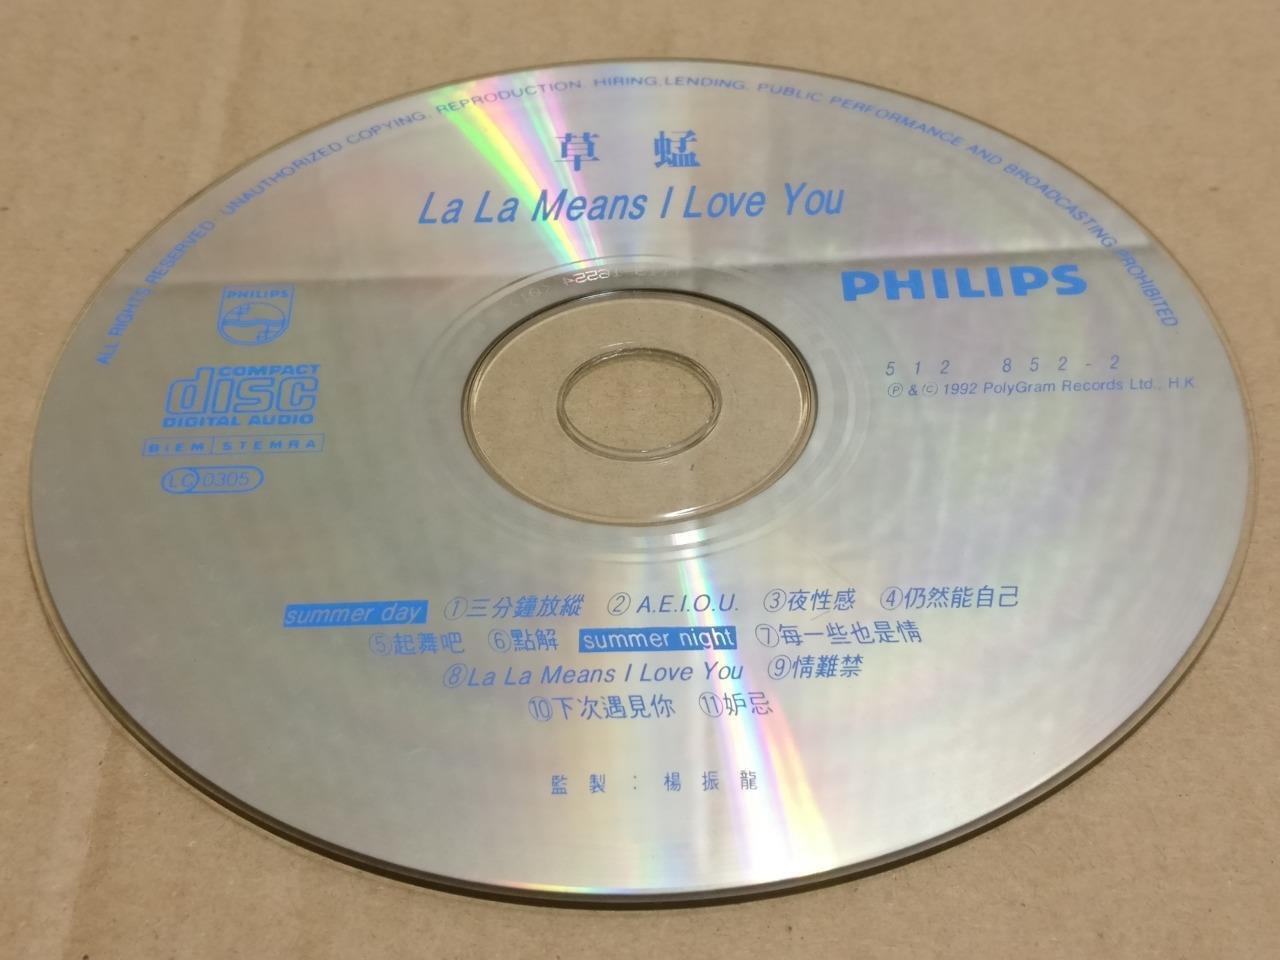 ALL RIGHTS RESERVED. UNAUTHORIZED COPYING, REPRODUCTION. HIRING. LENDING. PUBLIC PERFORMANCE AND BROADCASTING PROHIBITED
草 蜢
La La Means I Love You
PHILIPS
PHILIPS
COMPACT
disc
DIGITAL AUDIO
BIEM STEMRA
LC 0305
512 852-2
Ⓟ & Ⓒ 1992 PolyGram Records Ltd., H.K
summer day ①三分鐘放縱 ②A.E.I.O.U. ③夜性感 ④仍然能自己
⑤起舞吧 ⑥點解 summer night ⑦每一些也是情
⑧La La Means I Love You ⑨情難禁
⑩下次遇見你 ⑪妒忌
監製：楊振龍